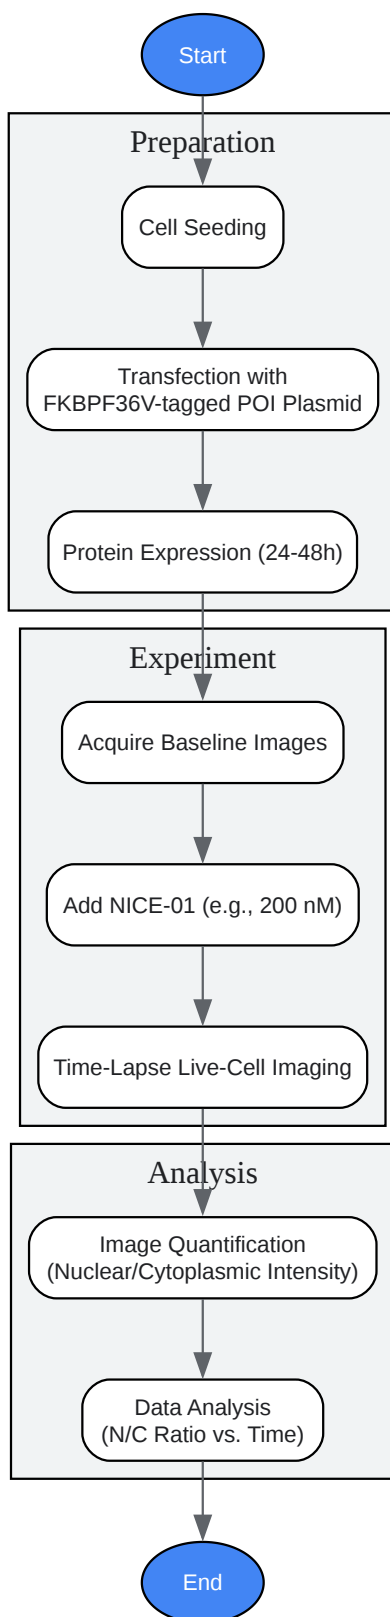 Start
Preparation
Cell Seeding
Transfection with
FKBPF36V-tagged POI Plasmid
Protein Expression (24-48h)
Experiment
Acquire Baseline Images
Add NICE-01 (e.g., 200 nM)
Time-Lapse Live-Cell Imaging
Analysis
Image Quantification
(Nuclear/Cytoplasmic Intensity)
Data Analysis
(N/C Ratio vs. Time)
End